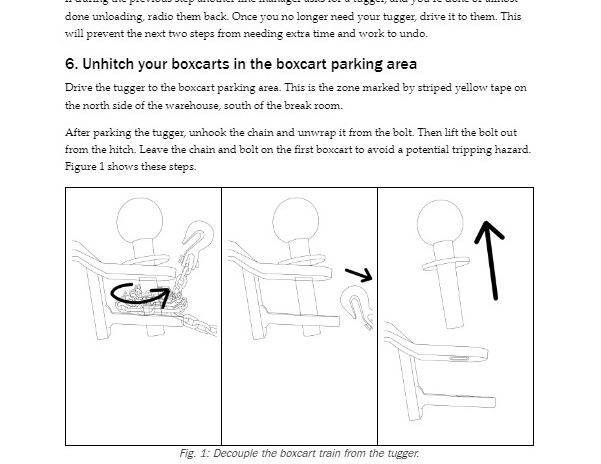 done unloading, radio them back. Once you no longer need your tugger, drive it to them. This
will prevent the next two steps from needing extra time and work to undo.
6. Unhitch your boxcarts in the boxcart parking area
Drive the tugger to the boxcart parking area. This is the zone marked by striped yellow tape on
the north side of the warehouse, south of the break room.
After parking the tugger, unhook the chain and unwrap it from the bolt. Then lift the bolt out
from the hitch. Leave the chain and bolt on the first boxcart to avoid a potential tripping hazard.
Figure 1 shows these steps.
Fig. 1: Decouple the boxcart train from the tugger.